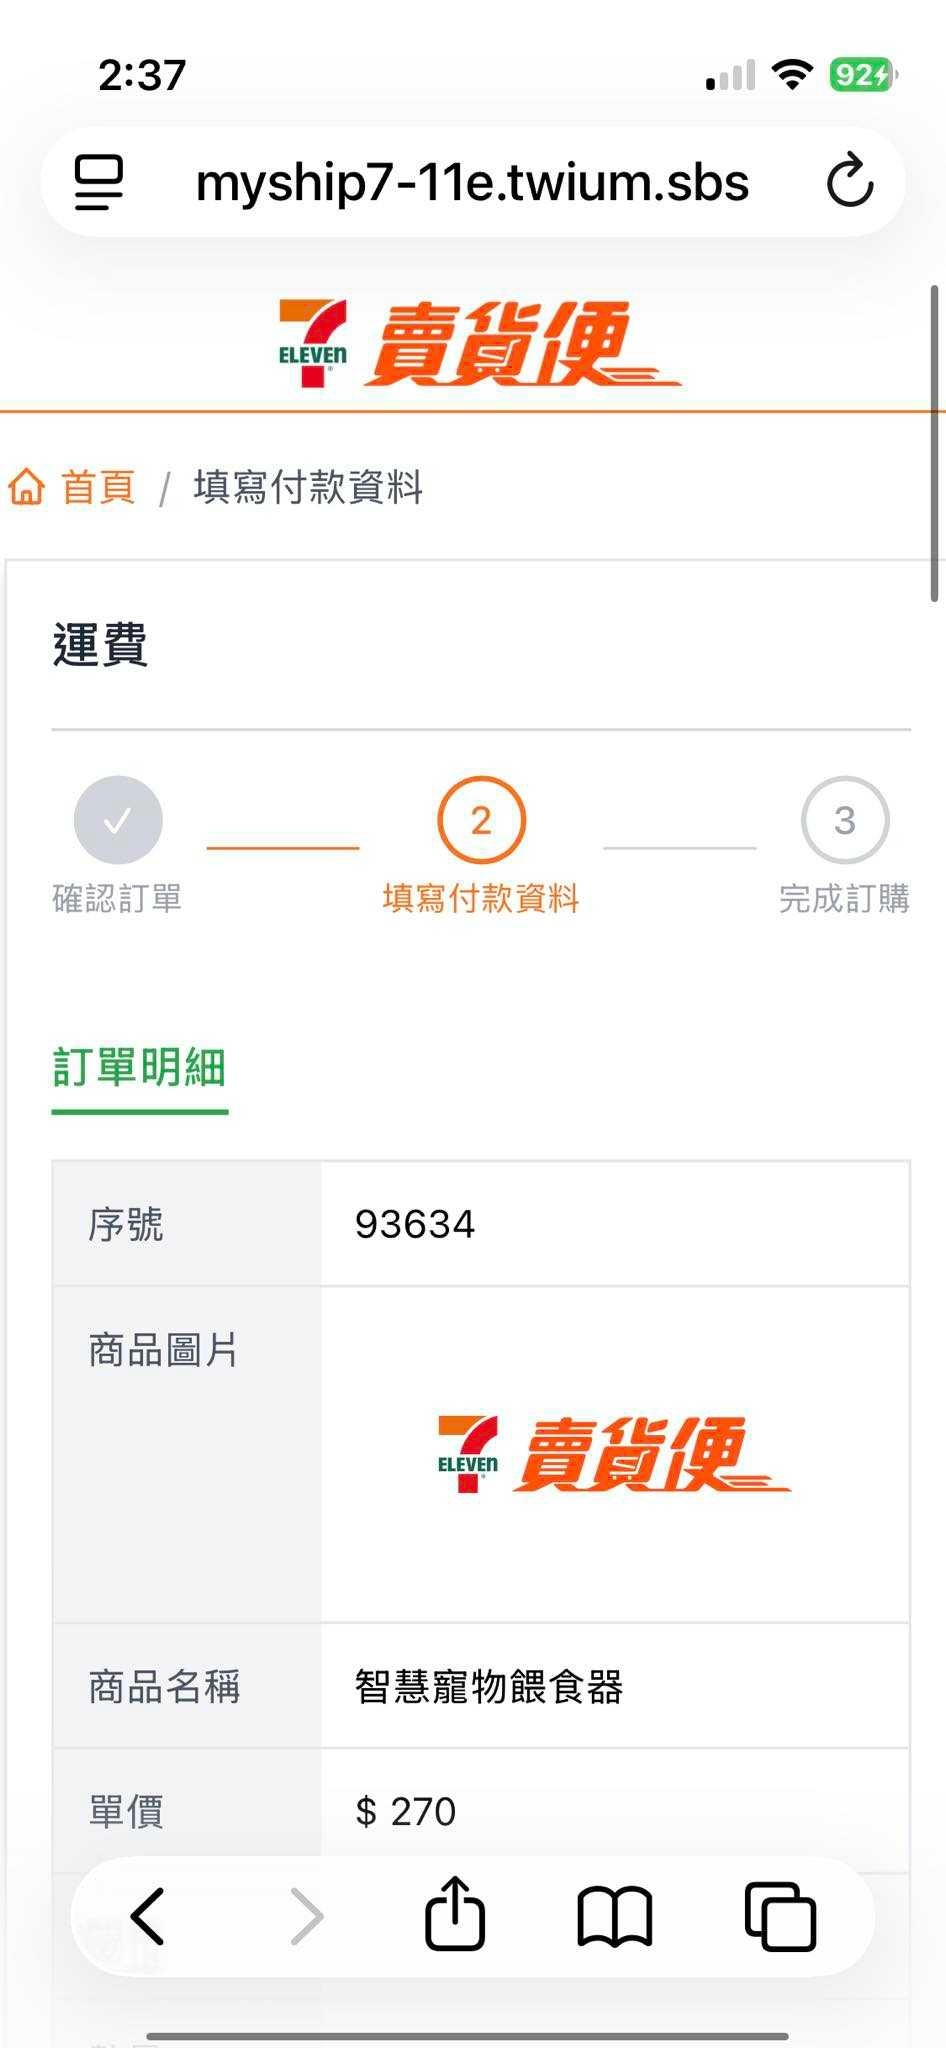 2:37
92
myship7-11e.twium.sbs
ELEVEN 賣貨便
首頁 / 填寫付款資料
運費
2
3
確認訂單
填寫付款資料
完成訂購
訂單明細
序號
93634
商品圖片
ELEVEN 賣貨便
商品名稱
智慧寵物餵食器
單價
$ 270